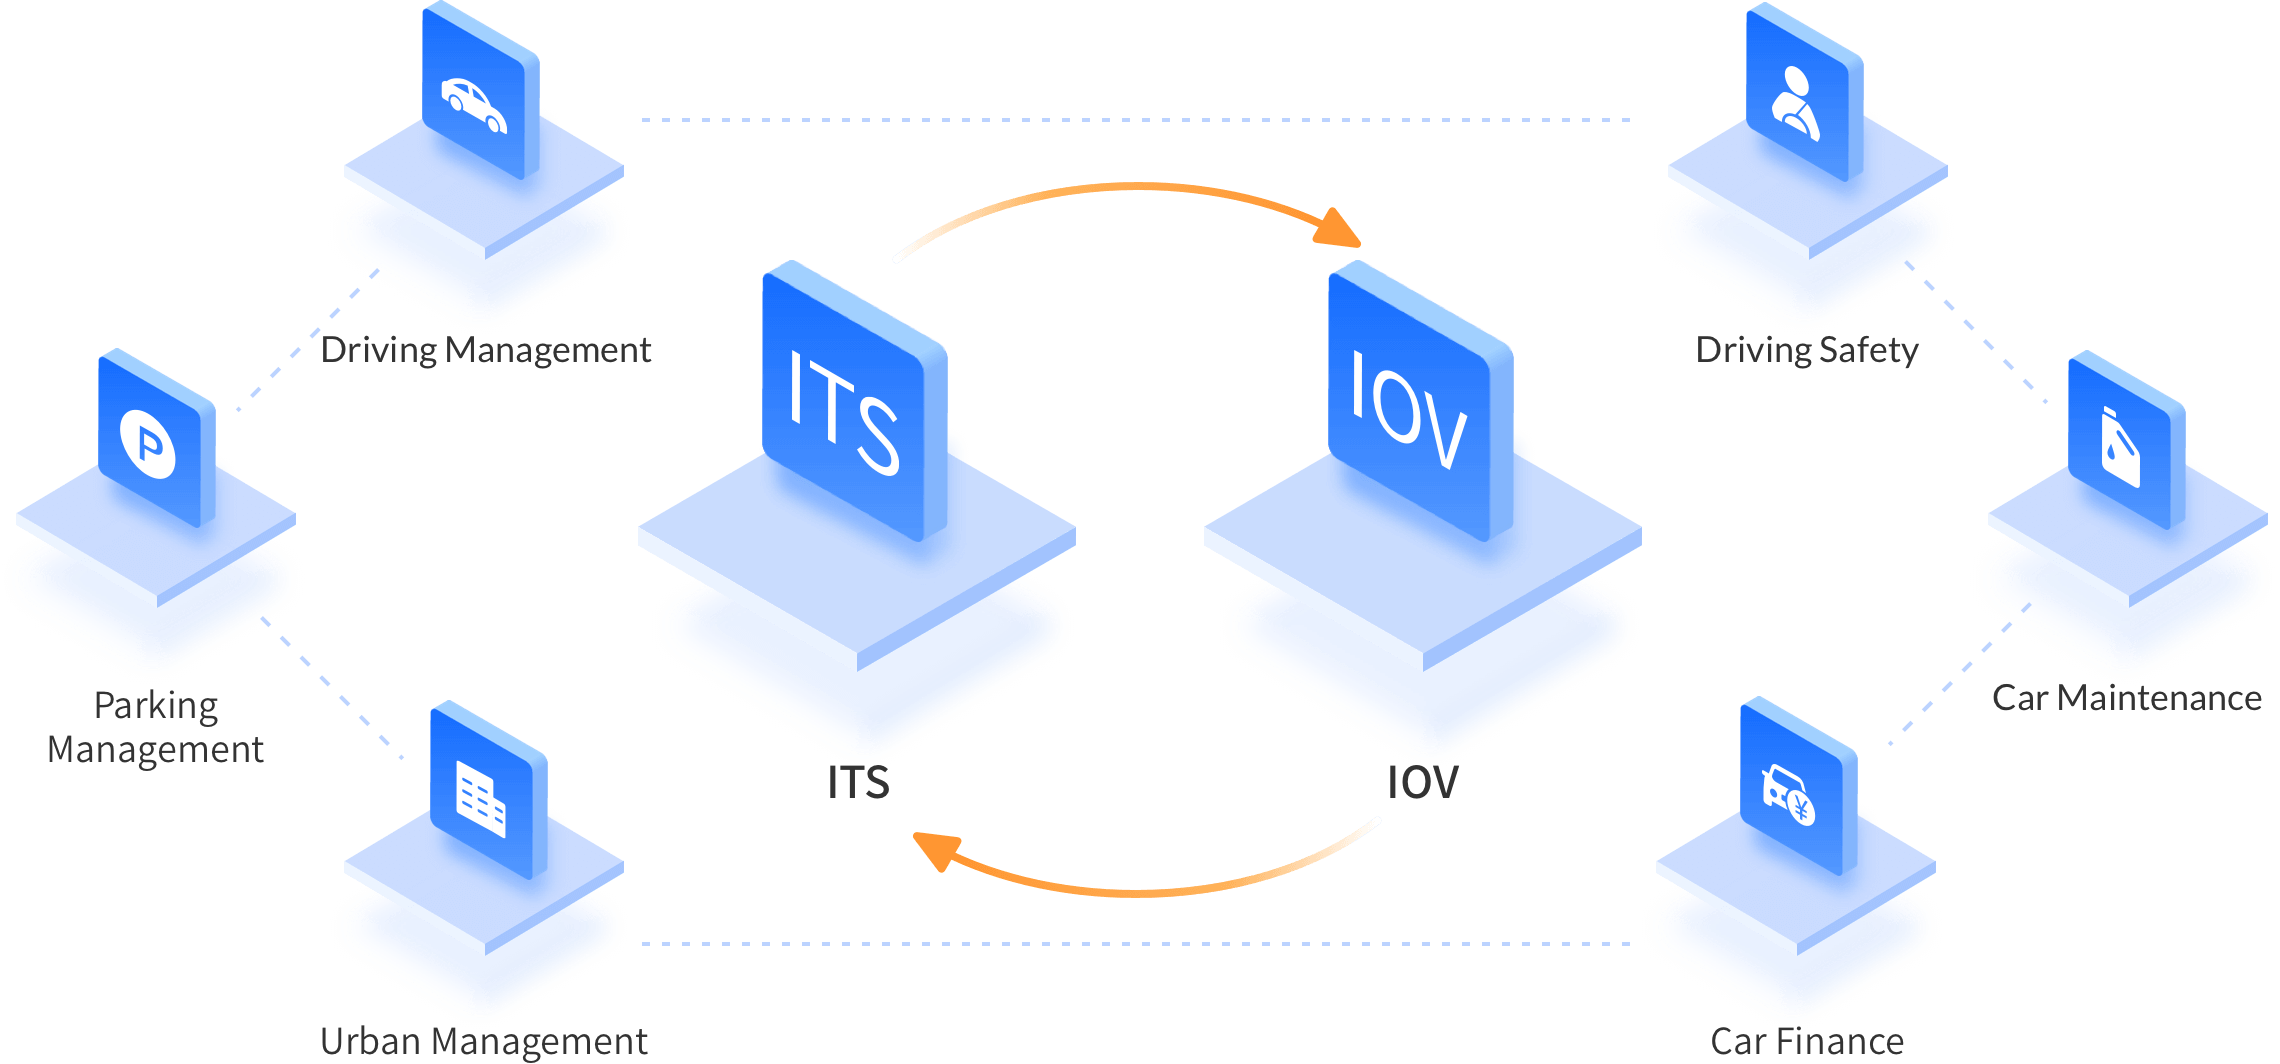 Driving Management
Driving Safety
P
ITS
IOV
Parking
Management
Car Maintenance
ITS
IOV
¥
Urban Management
Car Finance